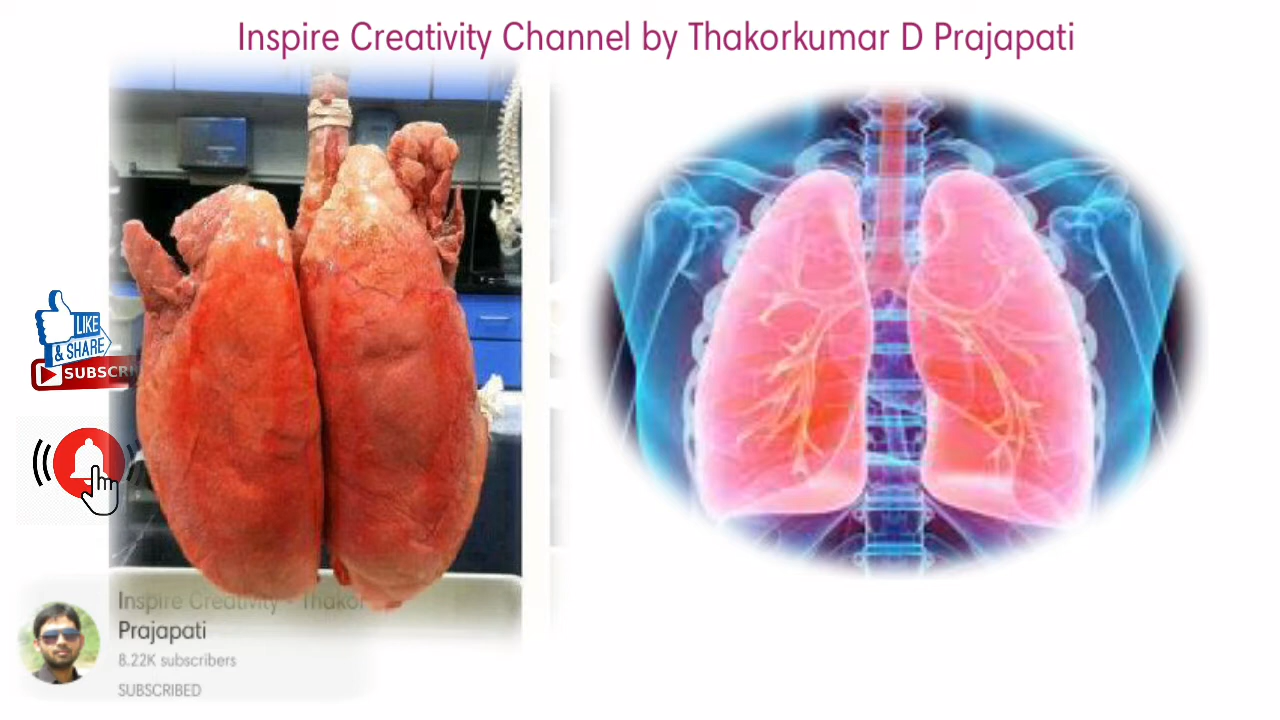 Inspire Creativity Channel by Thakorkumar D Prajapati
LIKE
& SHARE
SUBSCRI
Inspire Creativity - Thakor
Prajapati
8.22K subscribers
SUBSCRIBED